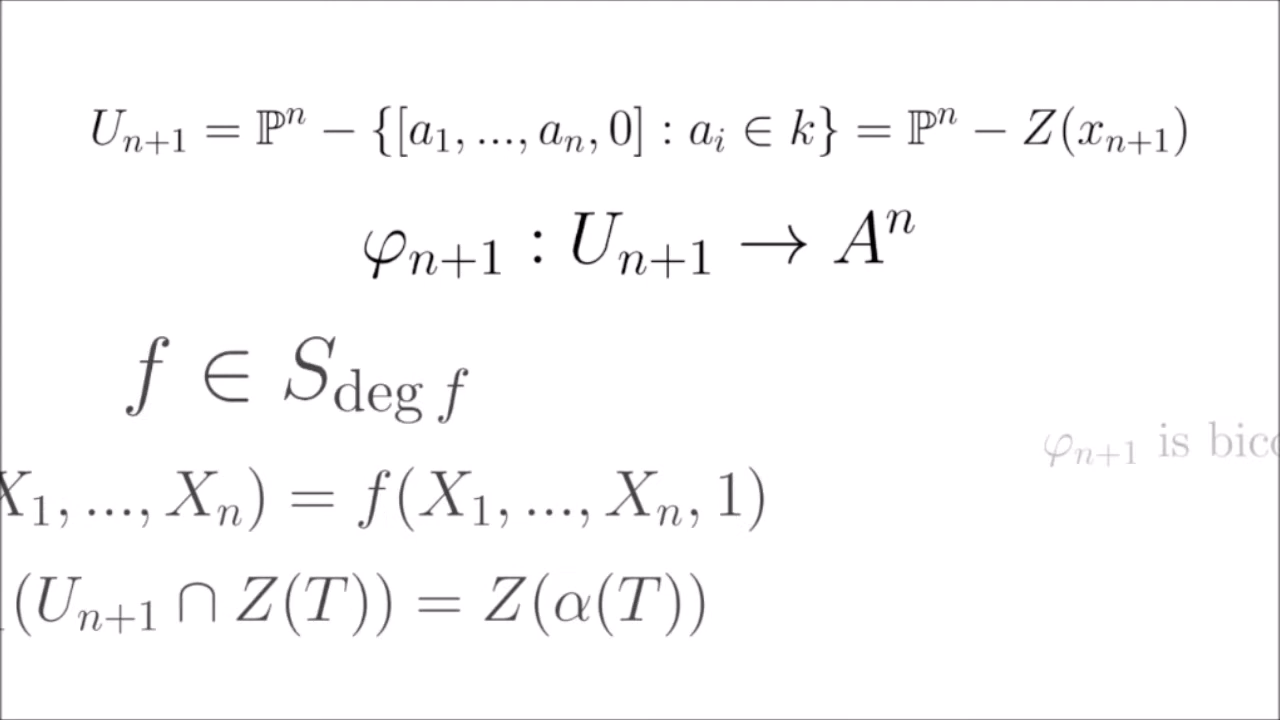 U_{n+1} = ℙ^n − {[a_1, ..., a_n, 0] : a_i ∈ k} = ℙ^n − Z(x_{n+1})
φ_{n+1} : U_{n+1} → A^n
f ∈ S_{deg f}
φ_{n+1} is
X_1, ..., X_n) = f(X_1, ..., X_n, 1)
(U_{n+1} ∩ Z(T)) = Z(α(T))